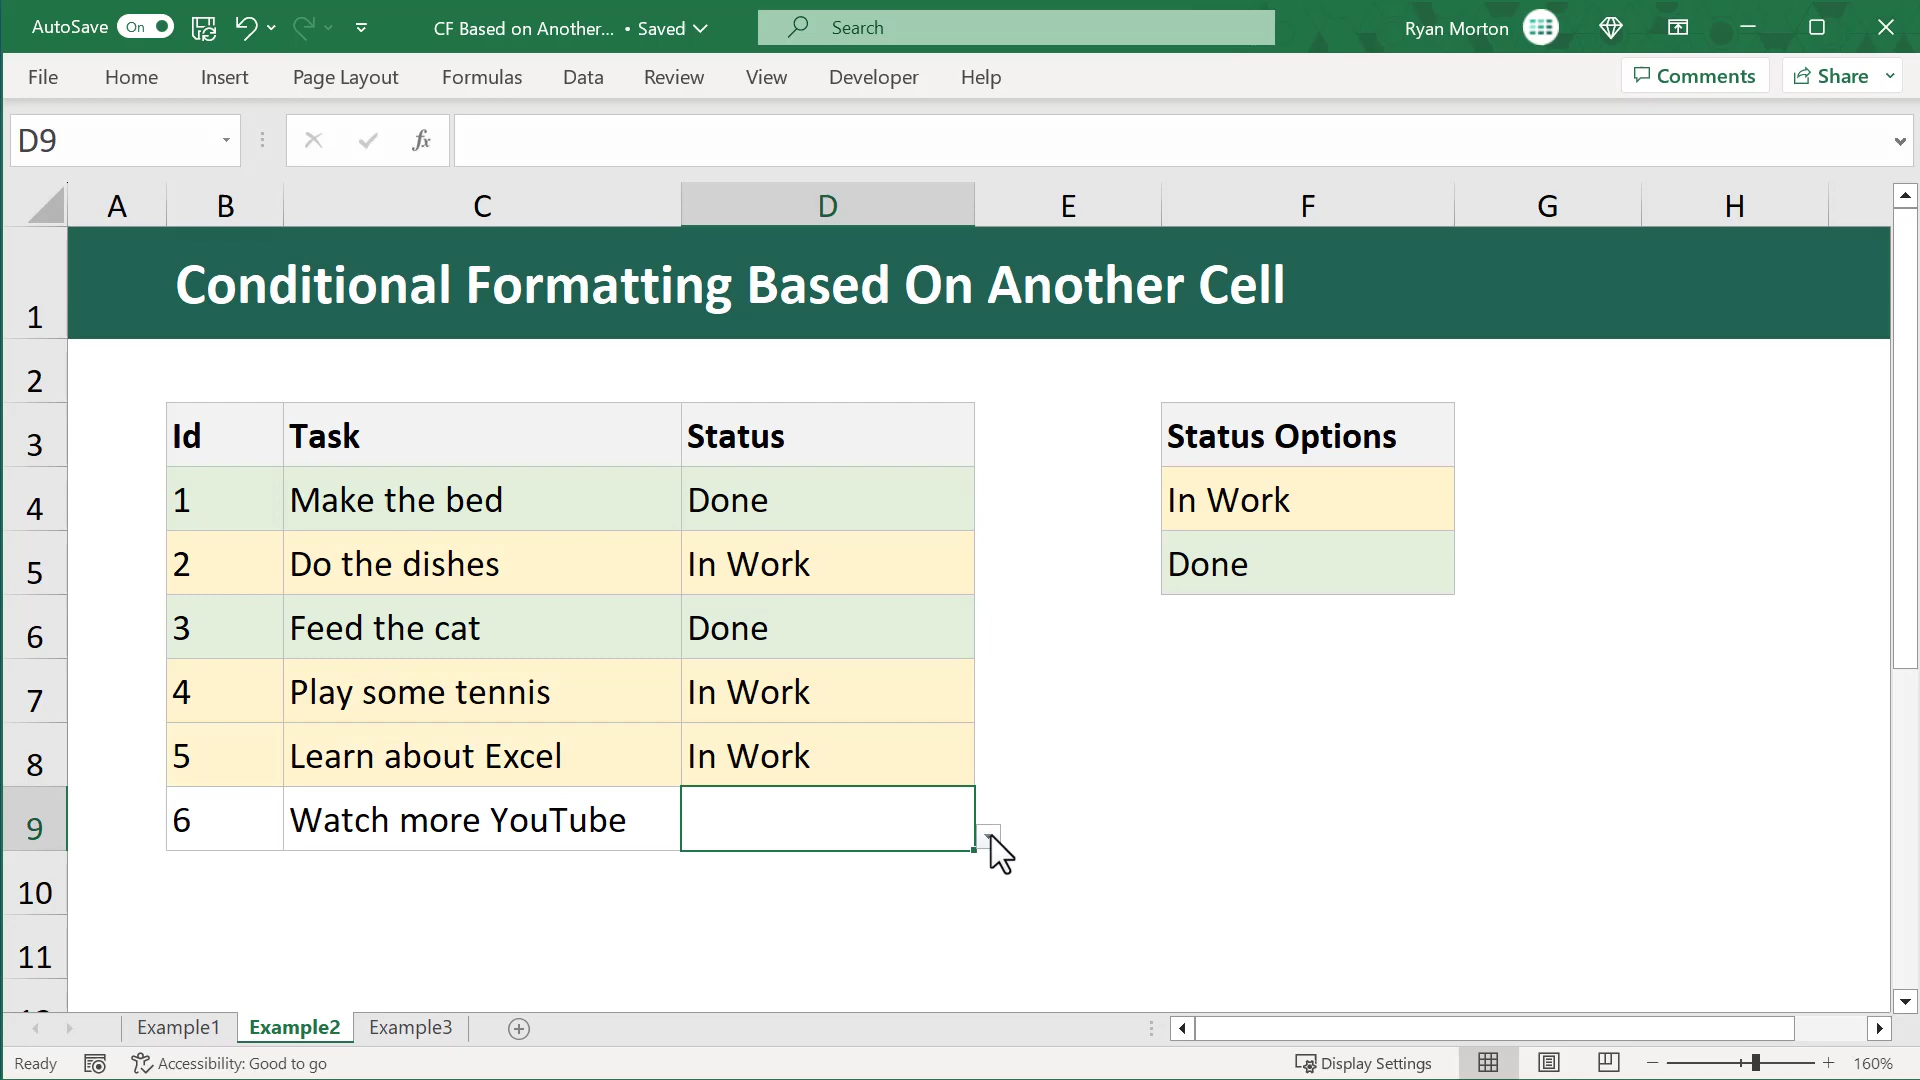 AutoSave On CF Based on Another... • Saved Search Ryan Morton
File Home Insert Page Layout Formulas Data Review View Developer Help Comments Share
D9 fx
A B C D E F G H
1 Conditional Formatting Based On Another Cell
2
3 Id Task Status Status Options
4 1 Make the bed Done In Work
5 2 Do the dishes In Work Done
6 3 Feed the cat Done
7 4 Play some tennis In Work
8 5 Learn about Excel In Work
9 6 Watch more YouTube
10
11
Example1 Example2 Example3
Ready Accessibility: Good to go Display Settings 160%